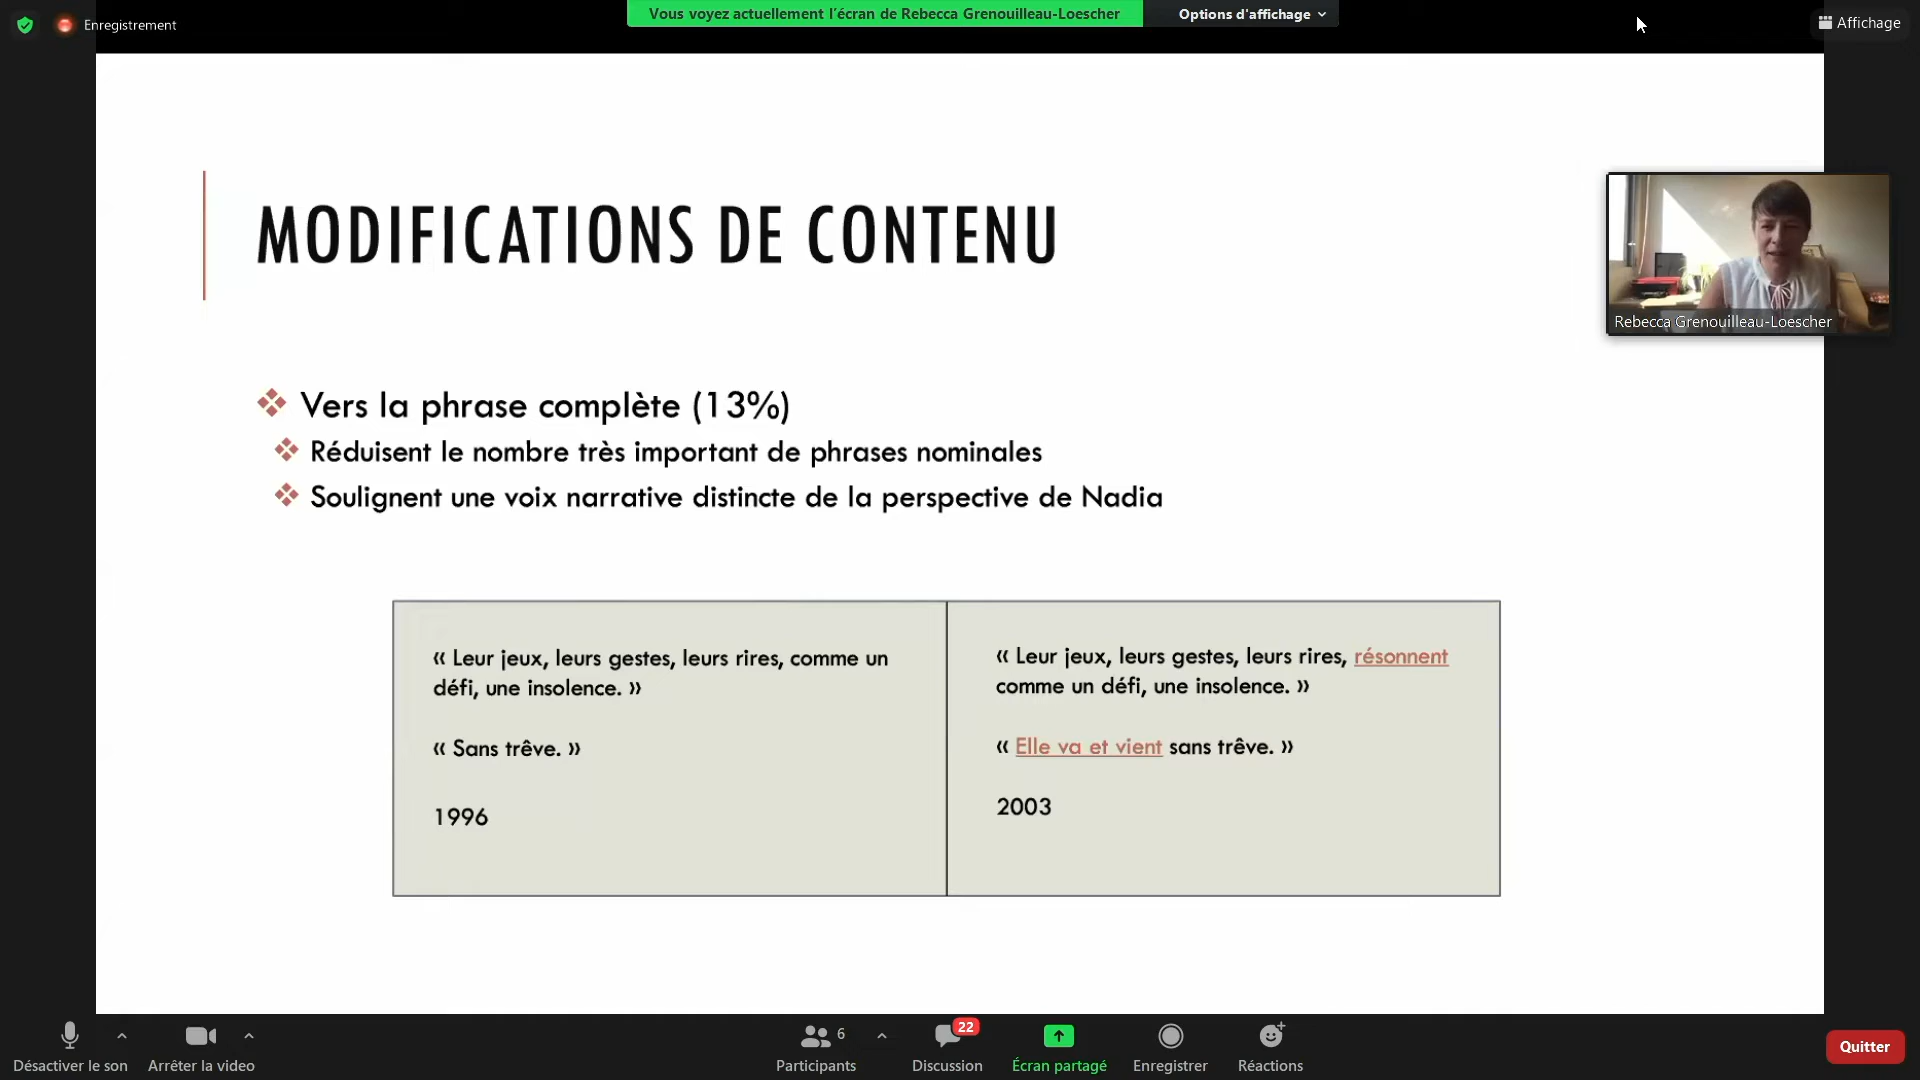 Enregistrement
Vous voyez actuellement l'écran de Rebecca Grenouilleau-Loescher
Options d'affichage
Affichage
MODIFICATIONS DE CONTENU
Rebecca Grenouilleau-Loescher
Vers la phrase complète (13%)
Réduisent le nombre très important de phrases nominales
Soulignent une voix narrative distincte de la perspective de Nadia
« Leur jeux, leurs gestes, leurs rires, comme un
défi, une insolence. »
« Sans trêve. »
1996
« Leur jeux, leurs gestes, leurs rires, résonnent
comme un défi, une insolence. »
« Elle va et vient sans trêve. »
2003
Désactiver le son
Arrêter la video
6
Participants
22
Discussion
Écran partagé
Enregistrer
Réactions
Quitter